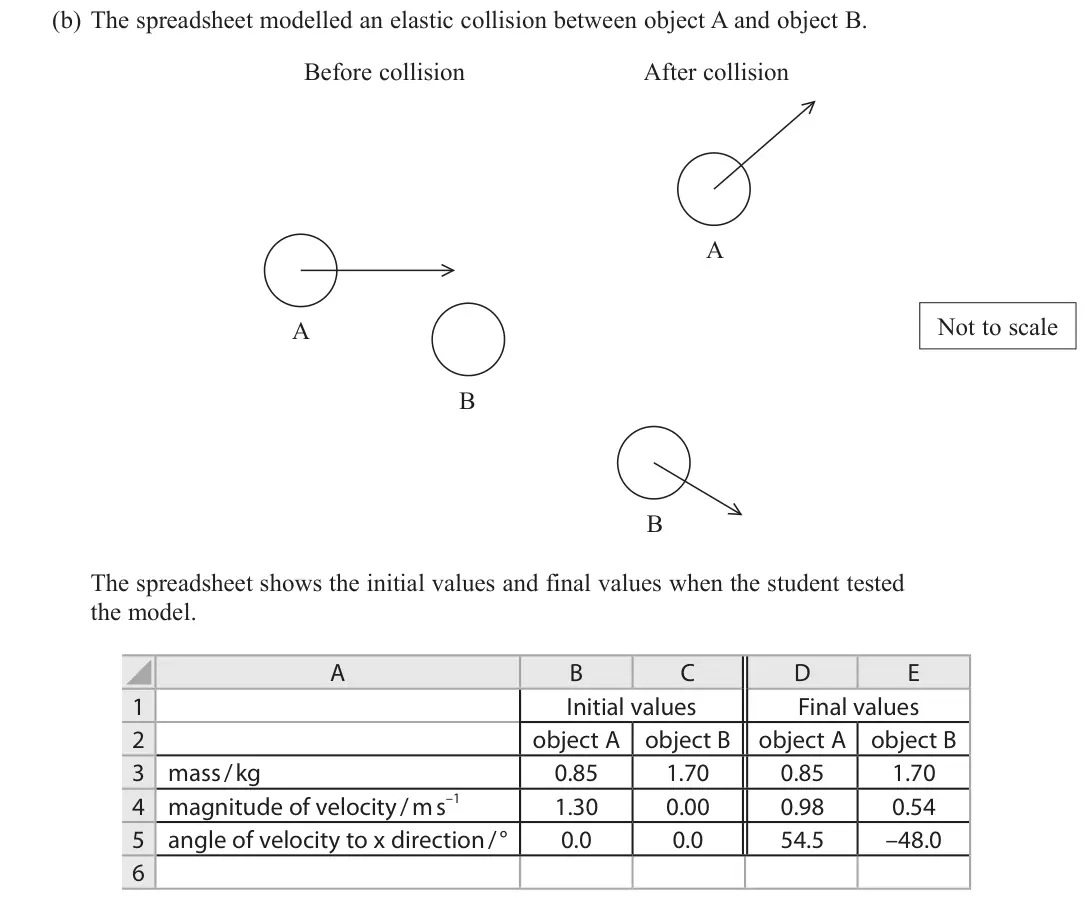 (b) The spreadsheet modelled an elastic collision between object A and object B.
Before collision After collision
A
A
Not to scale
B
B
The spreadsheet shows the initial values and final values when the student tested
the model.
A B C D E
1 Initial values Final values
2 object A object B object A object B
3 mass/kg 0.85 1.70 0.85 1.70
4 magnitude of velocity/m s⁻¹ 1.30 0.00 0.98 0.54
5 angle of velocity to x direction/° 0.0 0.0 54.5 –48.0
6